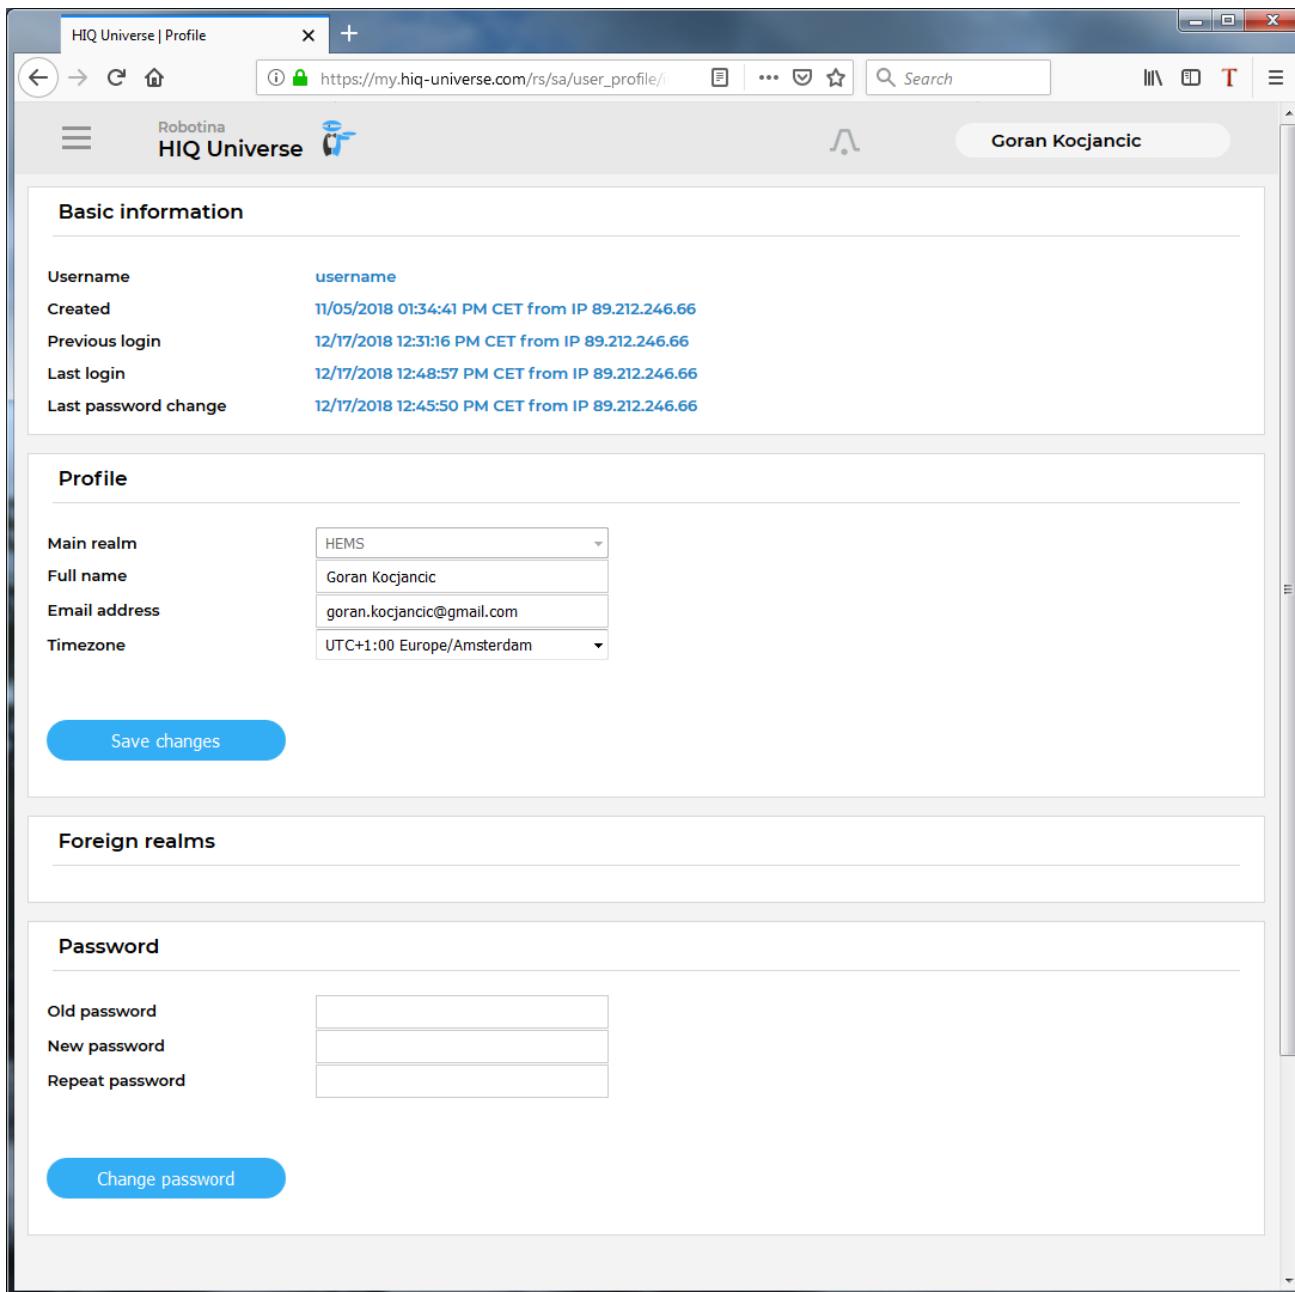 HIQ Universe | Profile
https://my.hiq-universe.com/rs/sa/user_profile/
Search
Robotina
HIQ Universe
Goran Kocjancic
Basic information
Username username
Created 11/05/2018 01:34:41 PM CET from IP 89.212.246.66
Previous login 12/17/2018 12:31:16 PM CET from IP 89.212.246.66
Last login 12/17/2018 12:48:57 PM CET from IP 89.212.246.66
Last password change 12/17/2018 12:45:50 PM CET from IP 89.212.246.66
Profile
Main realm HEMS
Full name Goran Kocjancic
Email address goran.kocjancic@gmail.com
Timezone UTC+1:00 Europe/Amsterdam
Save changes
Foreign realms
Password
Old password
New password
Repeat password
Change password